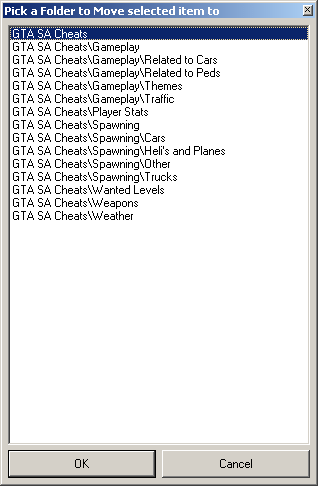 Pick a Folder to Move selected item to
GTA SA Cheats
GTA SA Cheats\Gameplay
GTA SA Cheats\Gameplay\Related to Cars
GTA SA Cheats\Gameplay\Related to Peds
GTA SA Cheats\Gameplay\Themes
GTA SA Cheats\Gameplay\Traffic
GTA SA Cheats\Player Stats
GTA SA Cheats\Spawning
GTA SA Cheats\Spawning\Cars
GTA SA Cheats\Spawning\Heli's and Planes
GTA SA Cheats\Spawning\Other
GTA SA Cheats\Spawning\Trucks
GTA SA Cheats\Wanted Levels
GTA SA Cheats\Weapons
GTA SA Cheats\Weather
OK
Cancel